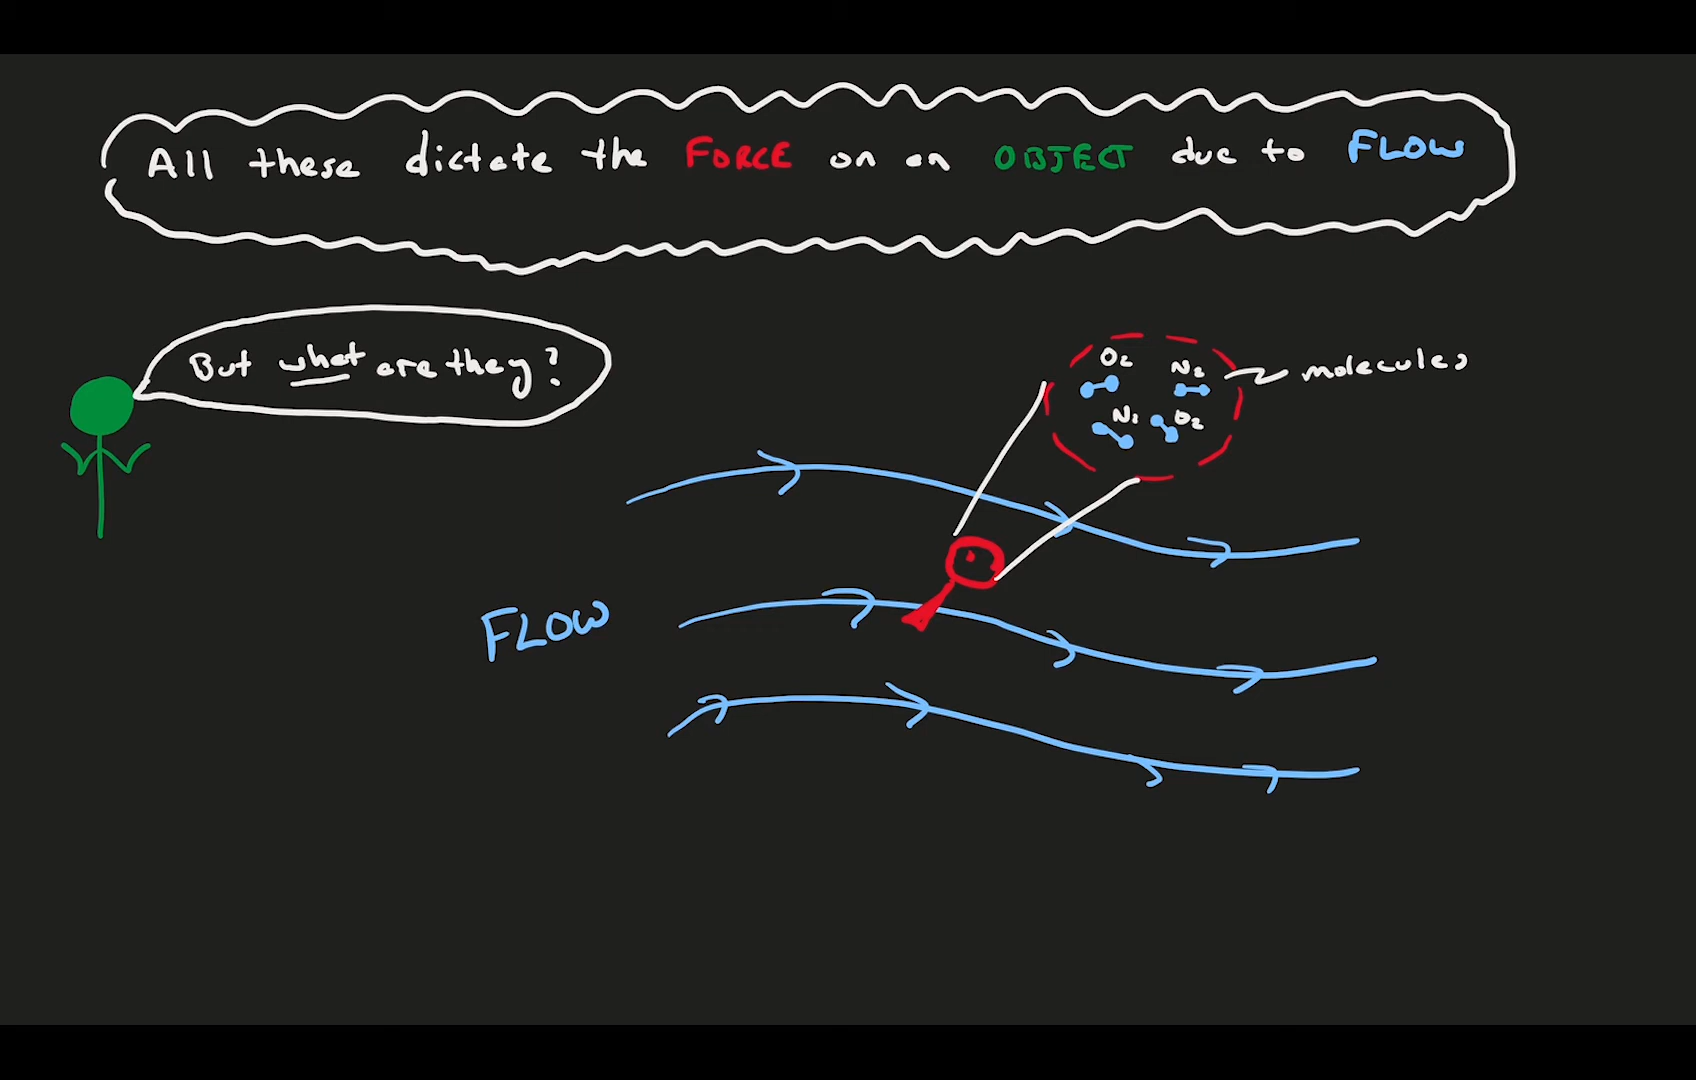 All these dictate the FORCE on an OBJECT due to FLOW
But what are they?
O2 N2 molecules
N2 O2
FLOW